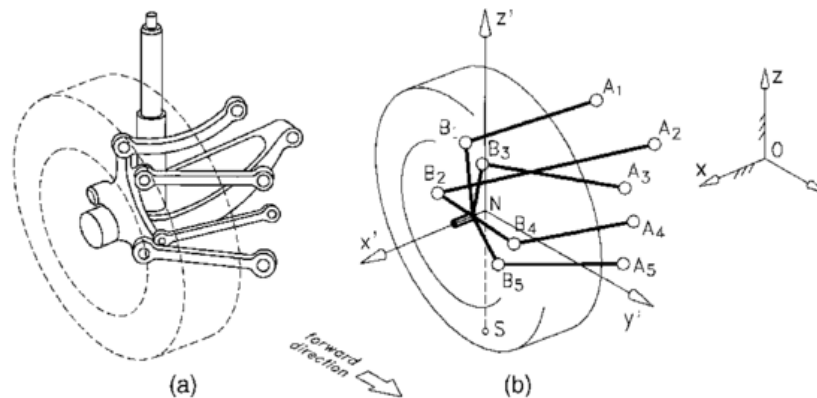 z'
A1
A2
B1
B3
B2
A3
N
B4
A4
x'
B5
A5
S
y'
z
O
x
forward
direction
(a)
(b)